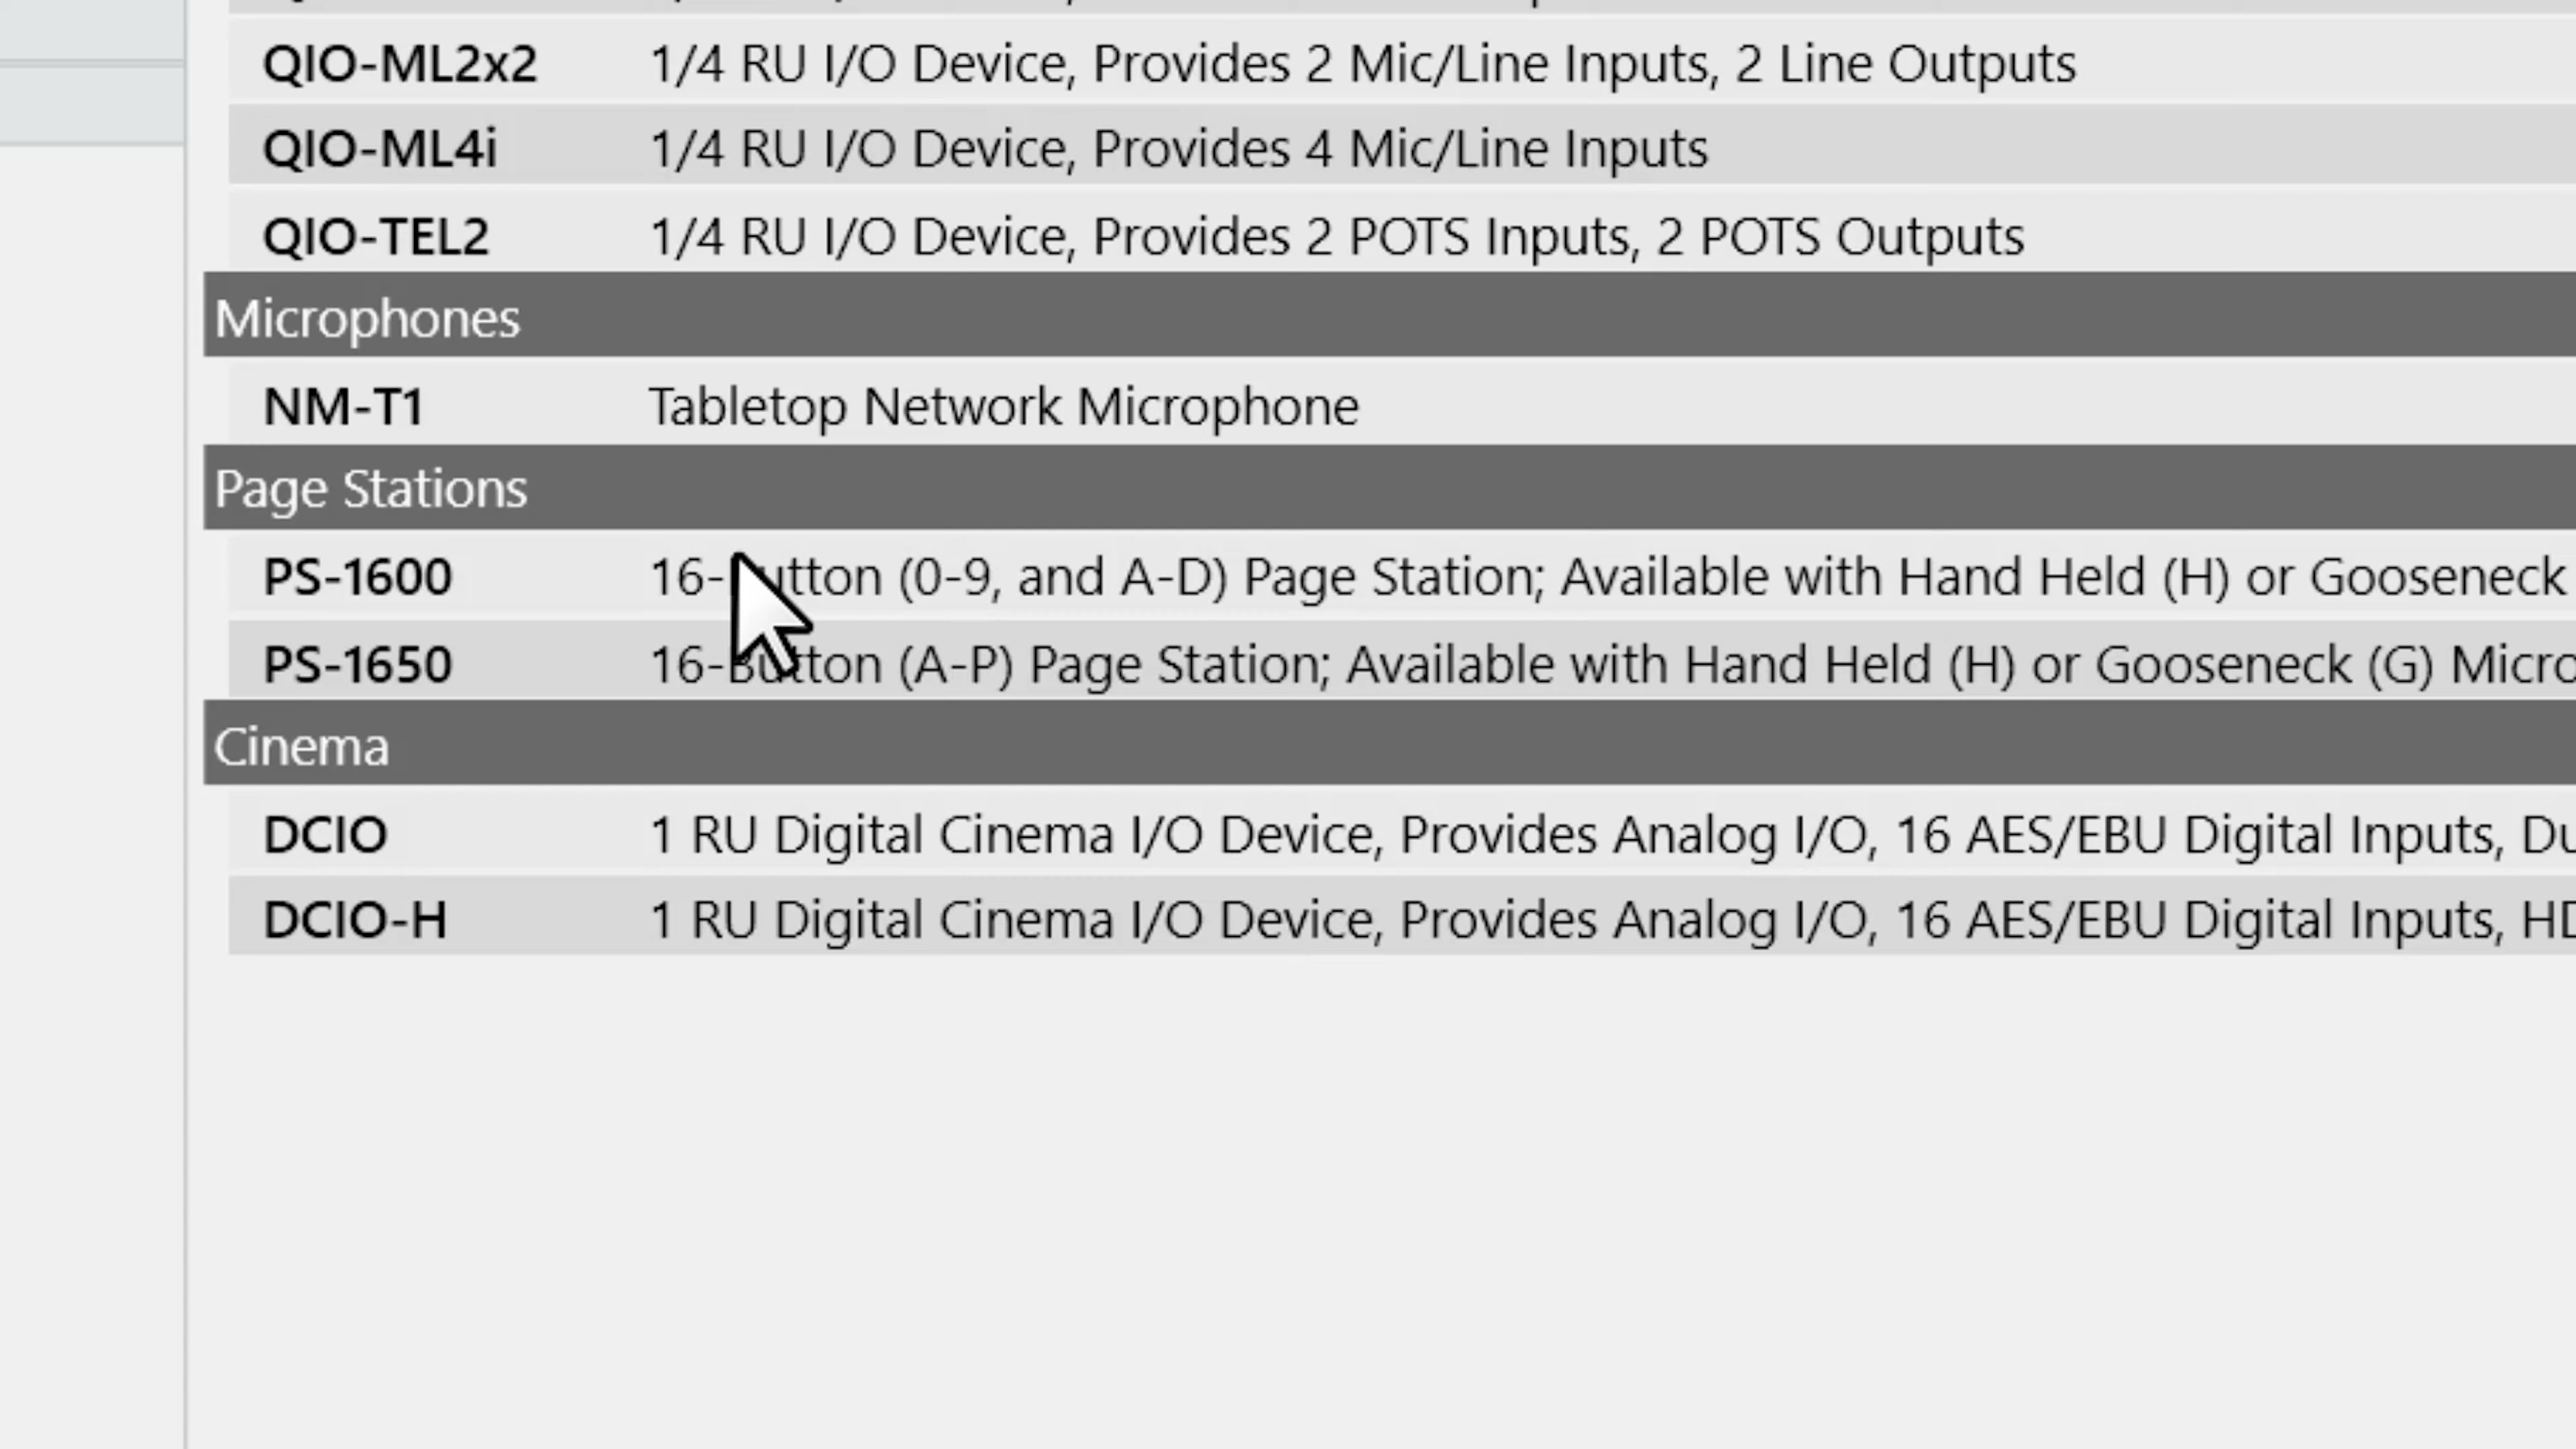 QIO-ML2x2 1/4 RU I/O Device, Provides 2 Mic/Line Inputs, 2 Line Outputs
QIO-ML4i 1/4 RU I/O Device, Provides 4 Mic/Line Inputs
QIO-TEL2 1/4 RU I/O Device, Provides 2 POTS Inputs, 2 POTS Outputs
Microphones
NM-T1 Tabletop Network Microphone
Page Stations
PS-1600 16-Button (0-9, and A-D) Page Station; Available with Hand Held (H) or Gooseneck
PS-1650 16-Button (A-P) Page Station; Available with Hand Held (H) or Gooseneck (G) Micro
Cinema
DCIO 1 RU Digital Cinema I/O Device, Provides Analog I/O, 16 AES/EBU Digital Inputs, Du
DCIO-H 1 RU Digital Cinema I/O Device, Provides Analog I/O, 16 AES/EBU Digital Inputs, HD